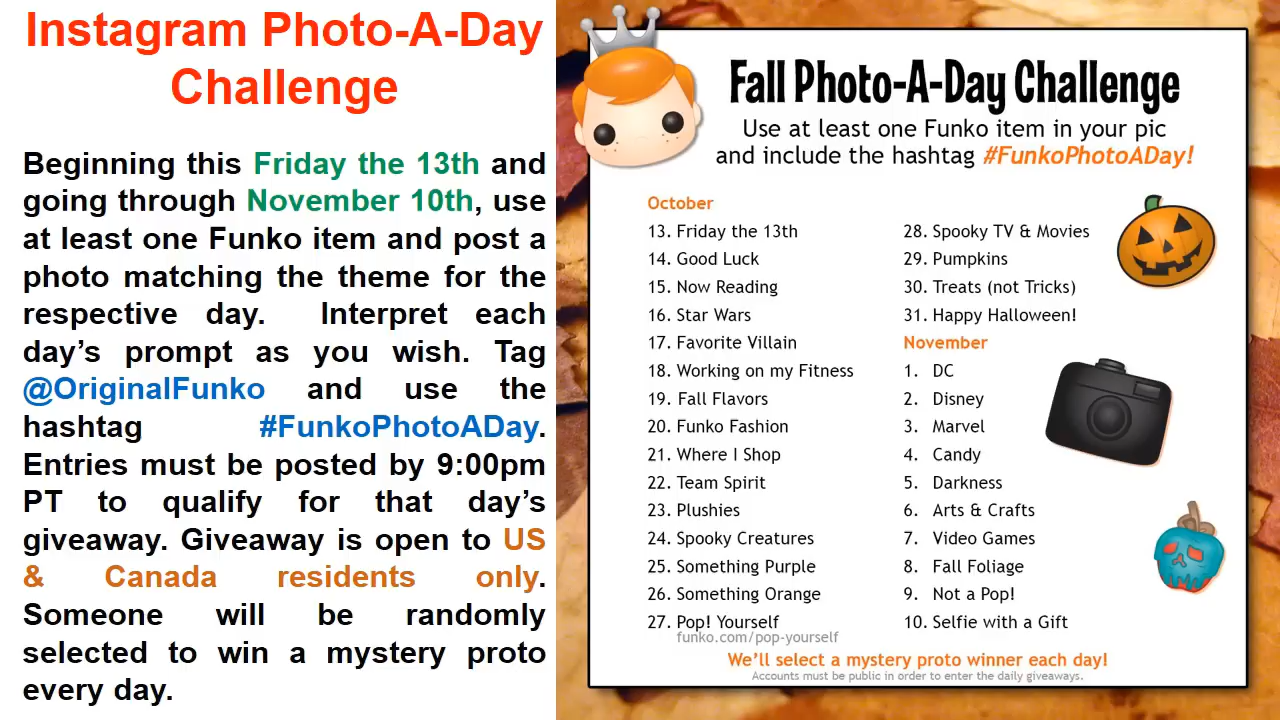 Instagram Photo-A-Day
Challenge
Beginning this Friday the 13th and
going through November 10th, use
at least one Funko item and post a
photo matching the theme for the
respective day. Interpret each
day's prompt as you wish. Tag
@OriginalFunko and use the
hashtag #FunkoPhotoADay.
Entries must be posted by 9:00pm
PT to qualify for that day's
giveaway. Giveaway is open to US
& Canada residents only.
Someone will be randomly
selected to win a mystery proto
every day.
Fall Photo-A-Day Challenge
Use at least one Funko item in your pic
and include the hashtag #FunkoPhotoADay!
October
13. Friday the 13th
14. Good Luck
15. Now Reading
16. Star Wars
17. Favorite Villain
18. Working on my Fitness
19. Fall Flavors
20. Funko Fashion
21. Where I Shop
22. Team Spirit
23. Plushies
24. Spooky Creatures
25. Something Purple
26. Something Orange
27. Pop! Yourself
funko.com/pop-yourself
28. Spooky TV & Movies
29. Pumpkins
30. Treats (not Tricks)
31. Happy Halloween!
November
1. DC
2. Disney
3. Marvel
4. Candy
5. Darkness
6. Arts & Crafts
7. Video Games
8. Fall Foliage
9. Not a Pop!
10. Selfie with a Gift
We'll select a mystery proto winner each day!
Accounts must be public in order to enter the daily giveaways.